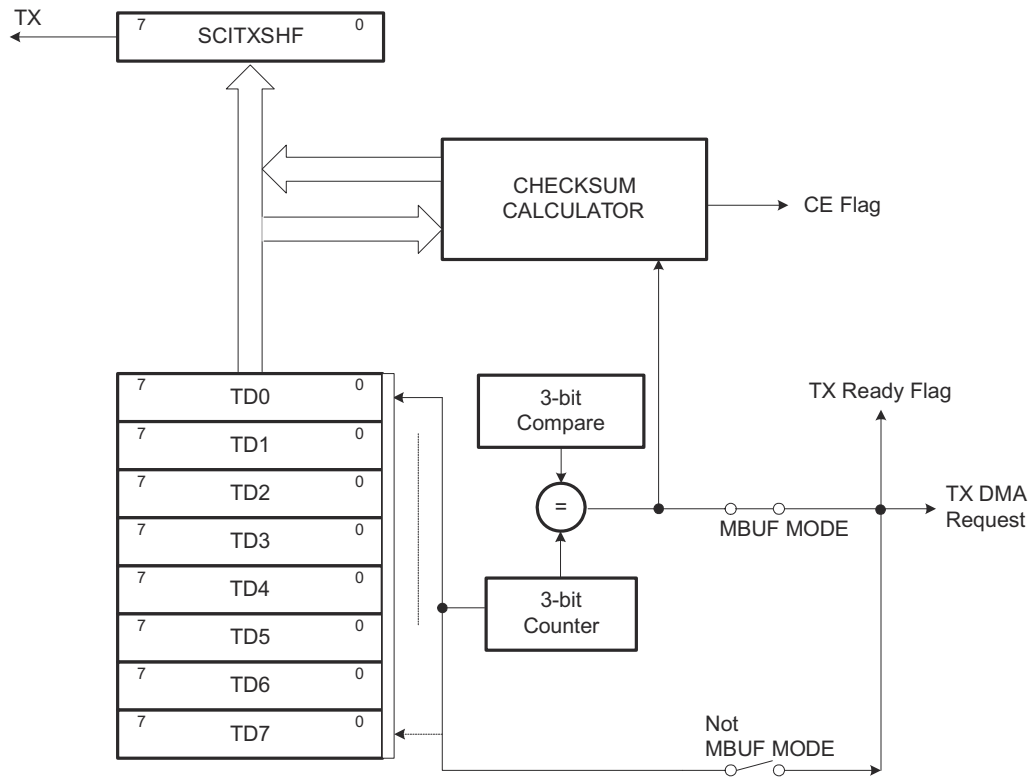 TX
7 SCITXSHF 0
CHECKSUM
CALCULATOR
CE Flag
7 TD0 0
7 TD1 0
7 TD2 0
7 TD3 0
7 TD4 0
7 TD5 0
7 TD6 0
7 TD7 0
3-bit
Compare
=
3-bit
Counter
TX Ready Flag
MBUF MODE
TX DMA
Request
Not
MBUF MODE